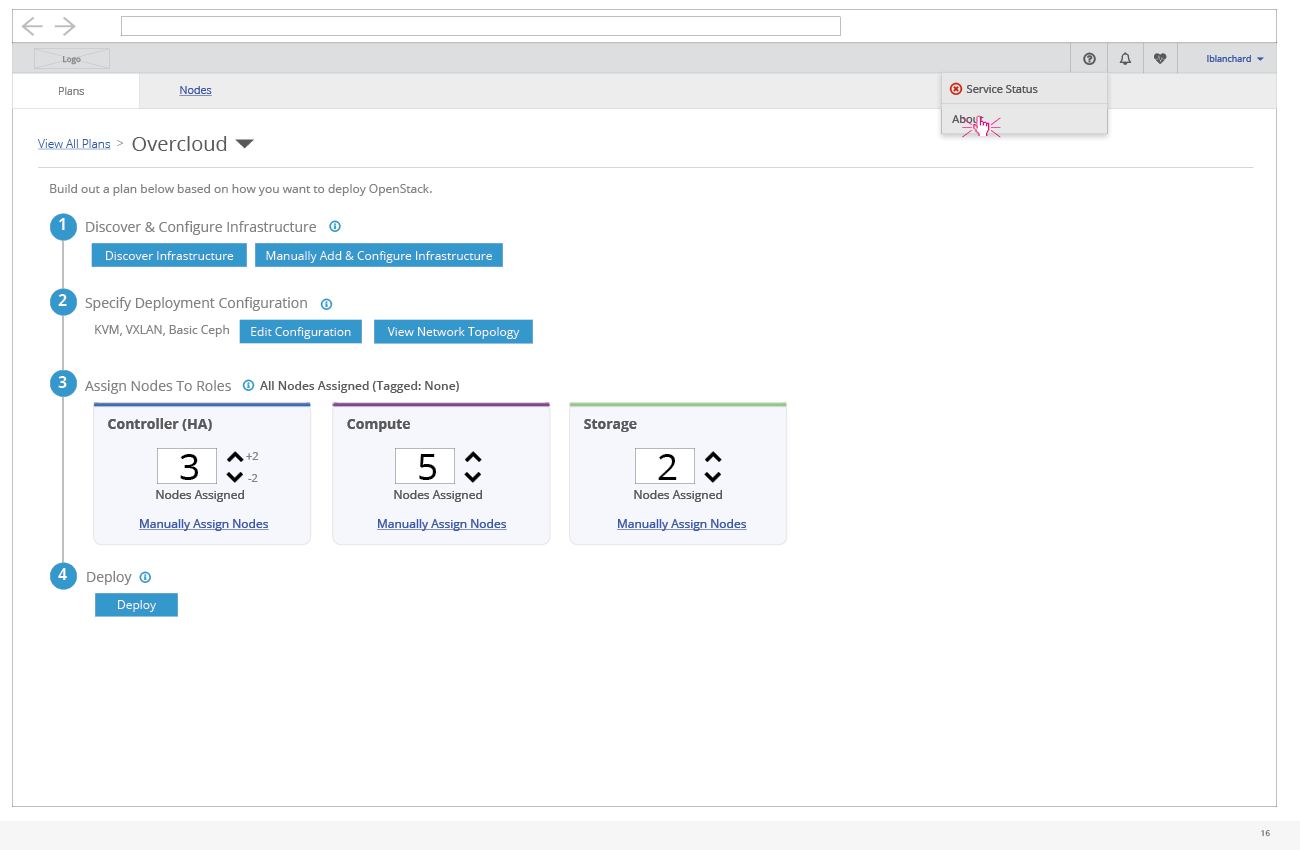 Logo
lblanchard
Plans
Nodes
Service Status
About
View All Plans > Overcloud
Build out a plan below based on how you want to deploy OpenStack.
1 Discover & Configure Infrastructure
Discover Infrastructure Manually Add & Configure Infrastructure
2 Specify Deployment Configuration
KVM, VXLAN, Basic Ceph Edit Configuration View Network Topology
3 Assign Nodes To Roles All Nodes Assigned (Tagged: None)
Controller (HA)
3 +2
-2
Nodes Assigned
Manually Assign Nodes
Compute
5
Nodes Assigned
Manually Assign Nodes
Storage
2
Nodes Assigned
Manually Assign Nodes
4 Deploy
Deploy
16